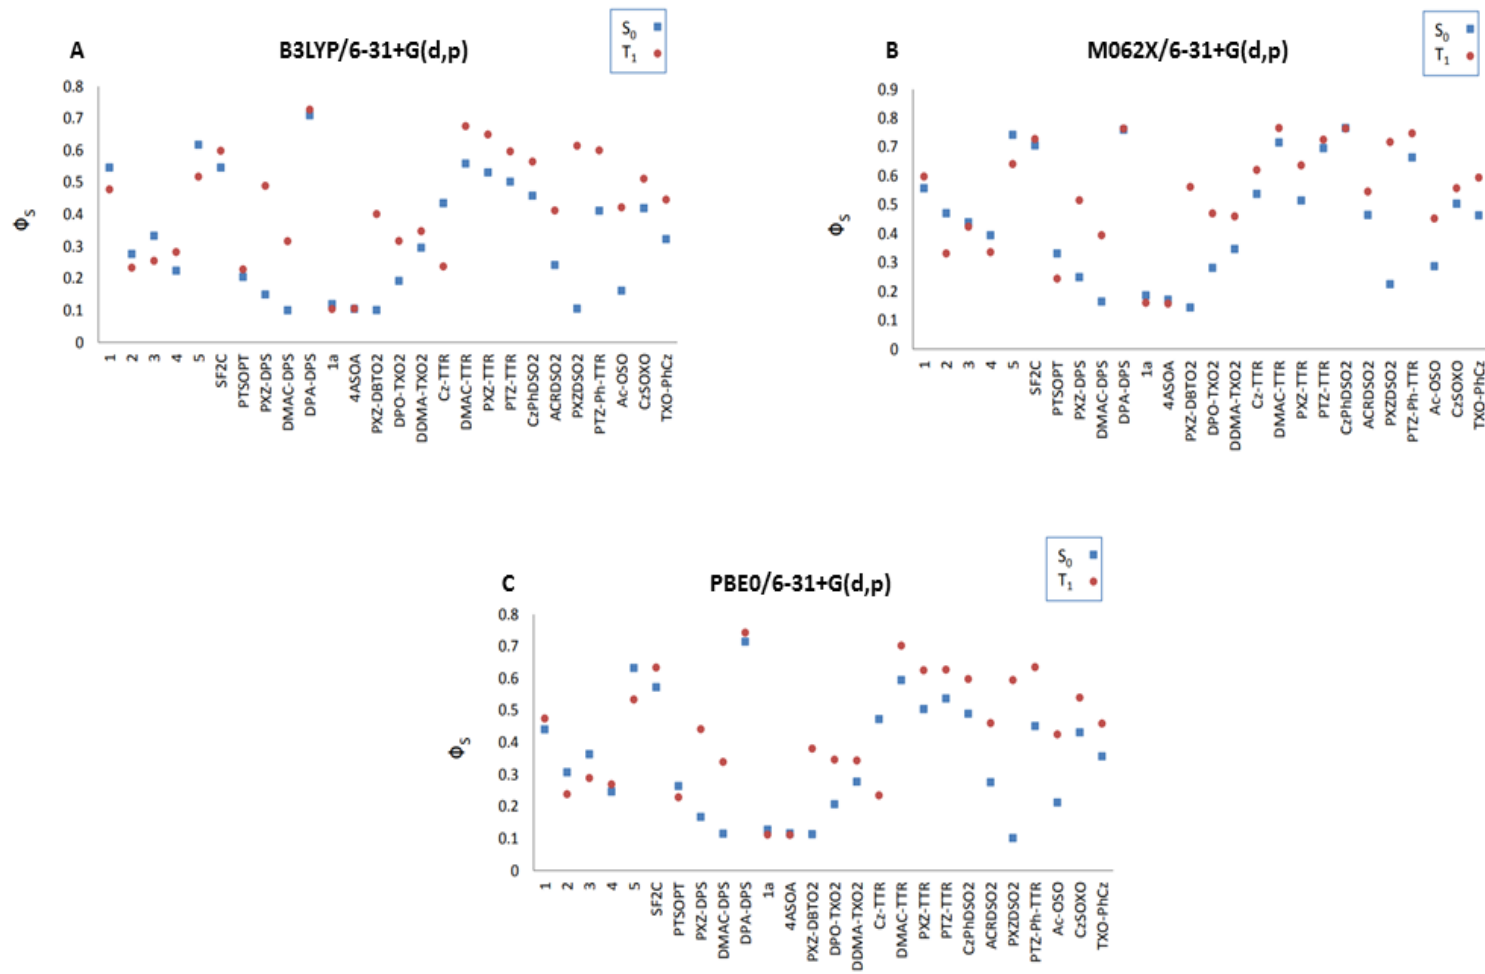 A
B3LYP/6-31+G(d,p)
S0
T1
ΦS
0.8
0.7
0.6
0.5
0.4
0.3
0.2
0.1
0
1
2
3
4
5
SF2C
PTSOPT
PXZ-DPS
DMAC-DPS
DPA-DPS
1a
4ASOA
PXZ-DBTO2
DPO-TXO2
DDMA-TXO2
Cz-TTR
DMAC-TTR
PXZ-TTR
PTZ-TTR
CzPhDSO2
ACRDSO2
PXZDSO2
PTZ-Ph-TTR
Ac-OSO
CzSOXO
TXO-PhCz
B
M062X/6-31+G(d,p)
S0
T1
ΦS
0.9
0.8
0.7
0.6
0.5
0.4
0.3
0.2
0.1
0
1
2
3
4
5
SF2C
PTSOPT
PXZ-DPS
DMAC-DPS
DPA-DPS
1a
4ASOA
PXZ-DBTO2
DPO-TXO2
DDMA-TXO2
Cz-TTR
DMAC-TTR
PXZ-TTR
PTZ-TTR
CzPhDSO2
ACRDSO2
PXZDSO2
PTZ-Ph-TTR
Ac-OSO
CzSOXO
TXO-PhCz
C
PBE0/6-31+G(d,p)
S0
T1
ΦS
0.8
0.7
0.6
0.5
0.4
0.3
0.2
0.1
0
1
2
3
4
5
SF2C
PTSOPT
PXZ-DPS
DMAC-DPS
DPA-DPS
1a
4ASOA
PXZ-DBTO2
DPO-TXO2
DDMA-TXO2
Cz-TTR
DMAC-TTR
PXZ-TTR
PTZ-TTR
CzPhDSO2
ACRDSO2
PXZDSO2
PTZ-Ph-TTR
Ac-OSO
CzSOXO
TXO-PhCz